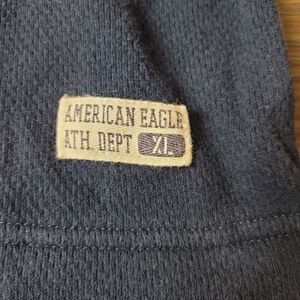 AMERICAN EAGLE
ATH. DEPT XL